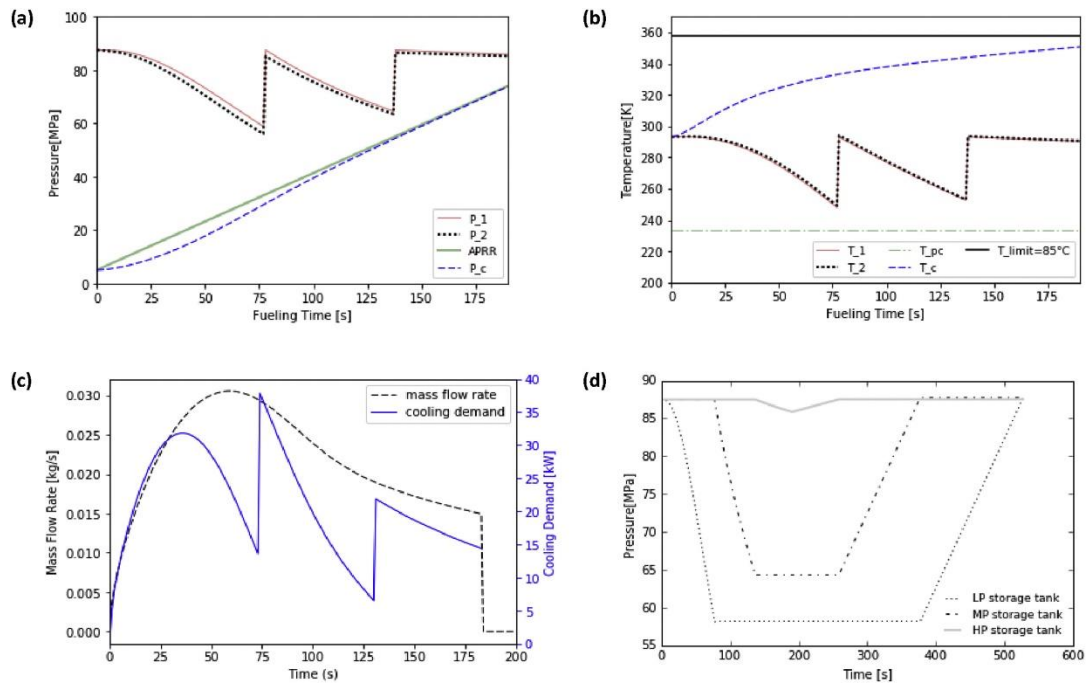 (a)
100
80
60
40
20
0
Pressure[MPa]
P_1
P_2
APRR
P_c
0 25 50 75 100 125 150 175
Fueling Time [s]
(b)
360
340
320
300
280
260
240
220
200
Temperature[K]
T_1 T_pc T_limit=85°C
T_2 T_c
0 25 50 75 100 125 150 175
Fueling Time [s]
(c)
0.030
0.025
0.020
0.015
0.010
0.005
0.000
Mass Flow Rate [kg/s]
mass flow rate
cooling demand
40
35
30
25
20
15
10
5
0
Cooling Demand [kW]
0 25 50 75 100 125 150 175 200
Time (s)
(d)
90
85
80
75
70
65
60
55
Pressure[MPa]
LP storage tank
MP storage tank
HP storage tank
0 100 200 300 400 500 600
Time [s]